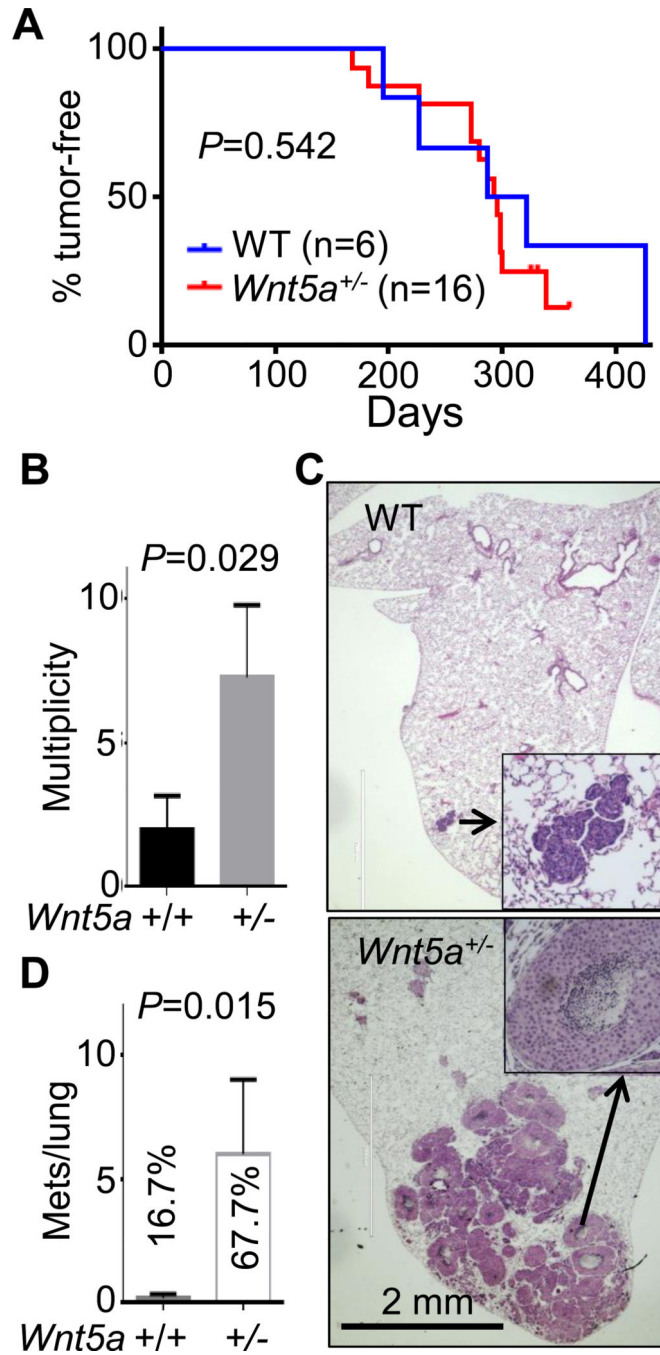 A
100
50
0
% tumor-free
P=0.542
WT (n=6)
Wnt5a+/- (n=16)
0 100 200 300 400
Days
B
P=0.029
10
5
0
Multiplicity
Wnt5a +/+ +/-
C
WT
Wnt5a+/-
2 mm
D
P=0.015
10
5
0
Mets/lung
16.7%
67.7%
Wnt5a +/+ +/-